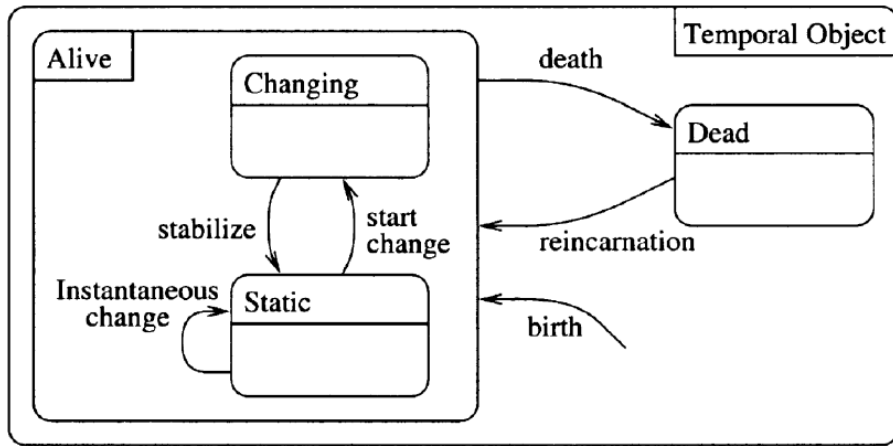 Temporal Object
Alive
Changing
death
Dead
stabilize
start
change
reincarnation
Instantaneous
change
Static
birth